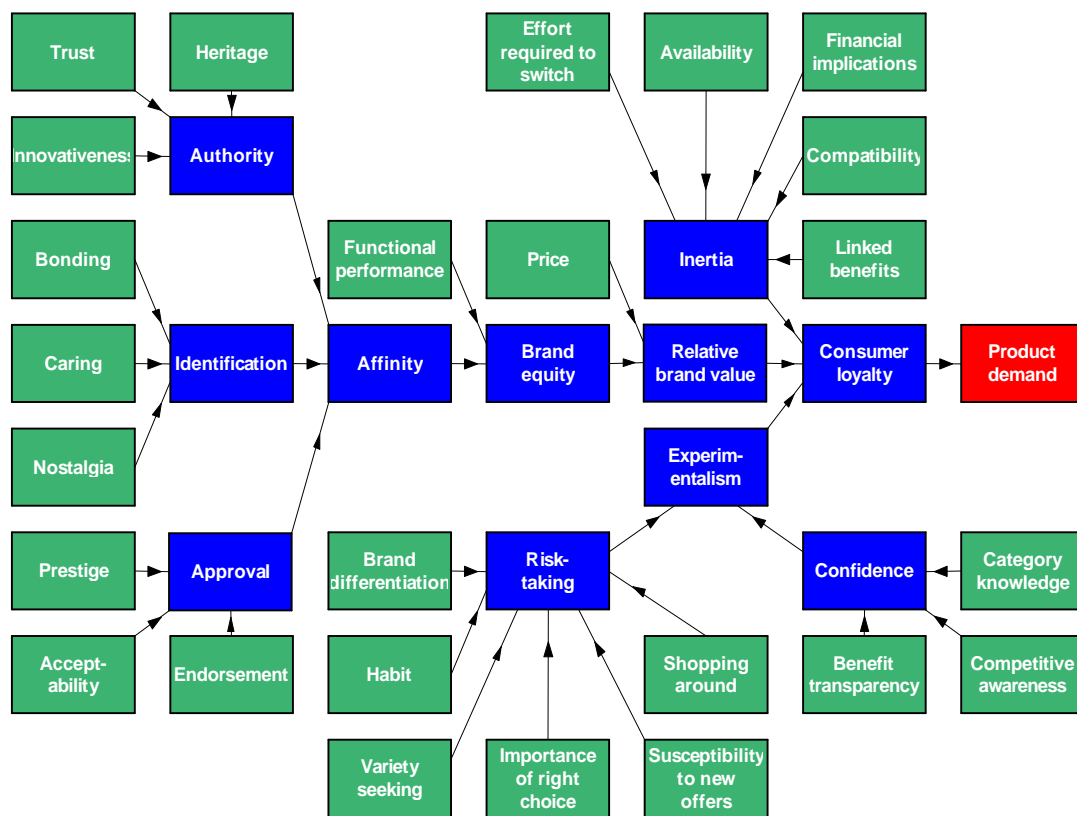 Trust
Heritage
Effort
required to
switch
Availability
Financial
implications
Innovativeness
Authority
Compatibility
Bonding
Functional
performance
Price
Inertia
Linked
benefits
Caring
Identification
Affinity
Brand
equity
Relative
brand value
Consumer
loyalty
Product
demand
Nostalgia
Experim-
entalism
Prestige
Approval
Brand
differentiation
Risk-
taking
Confidence
Category
knowledge
Accept-
ability
Endorsement
Habit
Shopping
around
Benefit
transparency
Competitive
awareness
Variety
seeking
Importance
of right
choice
Susceptibility
to new
offers